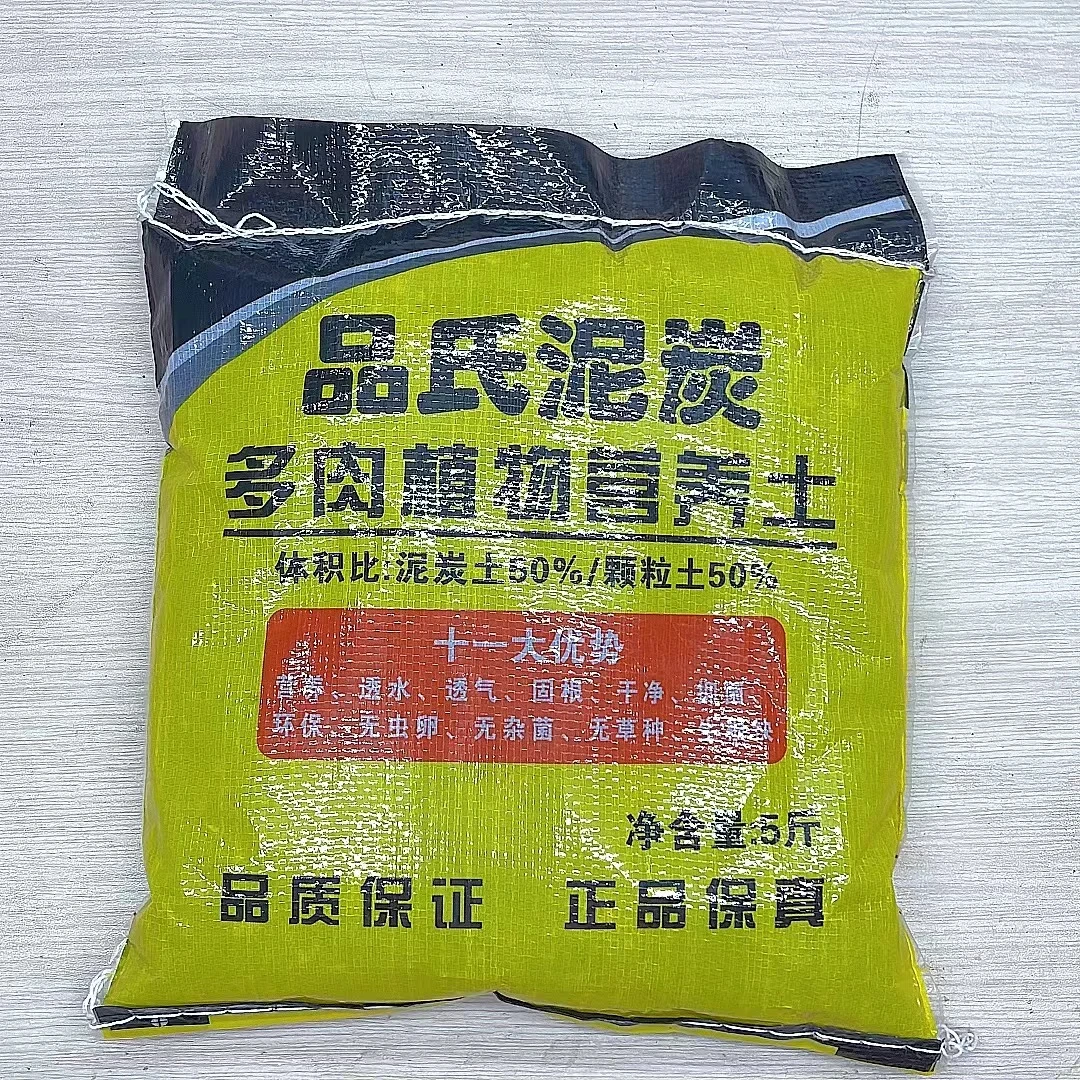 品氏泥炭
多肉植物营养土
体积比:泥炭土50%/颗粒土50%
十一大优势
营养、透水、透气、固根、干净、抑菌、
环保、无虫卵、无杂菌、无草种
净含量:5斤
品质保证 正品保真